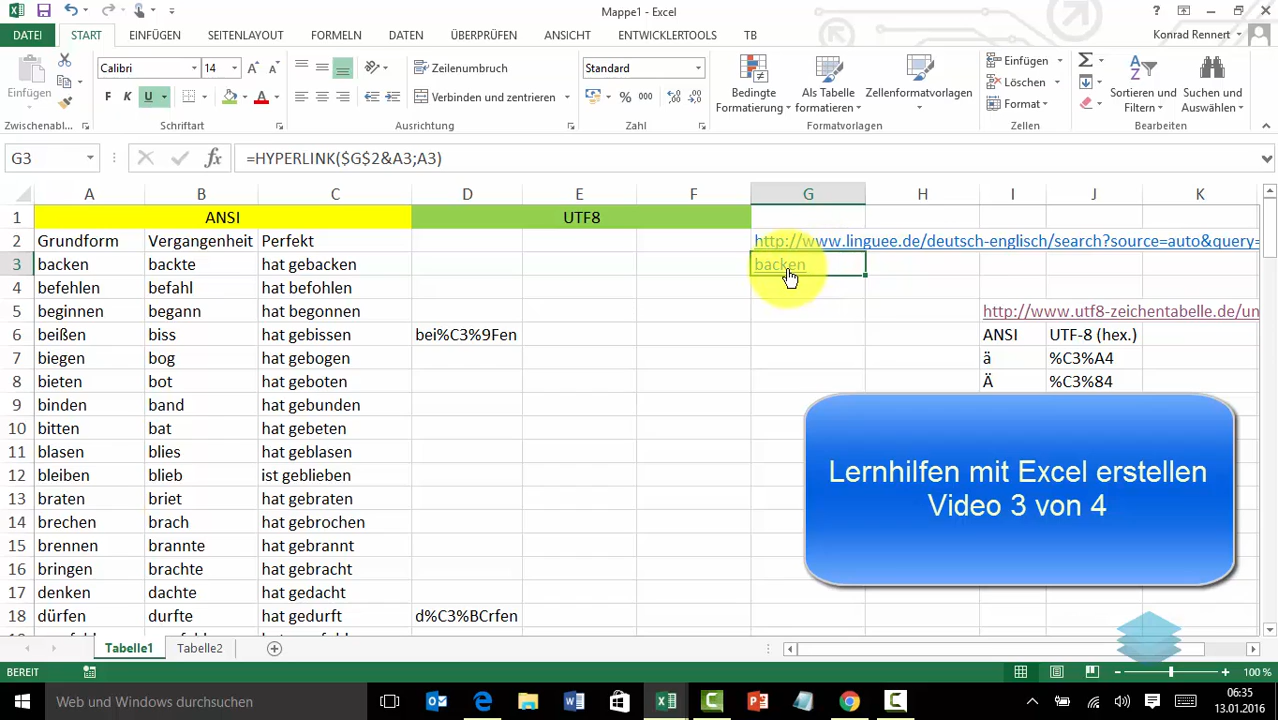 Mappe1 - Excel
DATEI START EINFÜGEN SEITENLAYOUT FORMELN DATEN ÜBERPRÜFEN ANSICHT ENTWICKLERTOOLS TB Konrad Rennert
Calibri 14 Zeilenumbruch Standard Einfügen
Einfügen Bedingte Formatierung Als Tabelle formatieren Zellenformatvorlagen Löschen Sortieren und Filtern Suchen und Auswählen
F K U Verbinden und zentrieren % 000 Format
Zwischenabl... Schriftart Ausrichtung Zahl Formatvorlagen Zellen Bearbeiten
G3 fx =HYPERLINK($G$2&A3;A3)
A B C D E F G H I J K
1 ANSI UTF8
2 Grundform Vergangenheit Perfekt http://www.linguee.de/deutsch-englisch/search?source=auto&query=
3 backen backte hat gebacken backen
4 befehlen befahl hat befohlen
5 beginnen begann hat begonnen http://www.utf8-zeichentabelle.de/un
6 beißen biss hat gebissen bei%C3%9Fen ANSI UTF-8 (hex.)
7 biegen bog hat gebogen ä %C3%A4
8 bieten bot hat geboten Ä %C3%84
9 binden band hat gebunden
10 bitten bat hat gebeten
11 blasen blies hat geblasen
12 bleiben blieb ist geblieben
13 braten briet hat gebraten
14 brechen brach hat gebrochen
15 brennen brannte hat gebrannt
16 bringen brachte hat gebracht
17 denken dachte hat gedacht
18 dürfen durfte hat gedurft d%C3%BCrfen
Lernhilfen mit Excel erstellen
Video 3 von 4
Tabelle1 Tabelle2
BEREIT 100 %
Web und Windows durchsuchen
06:35
13.01.2016